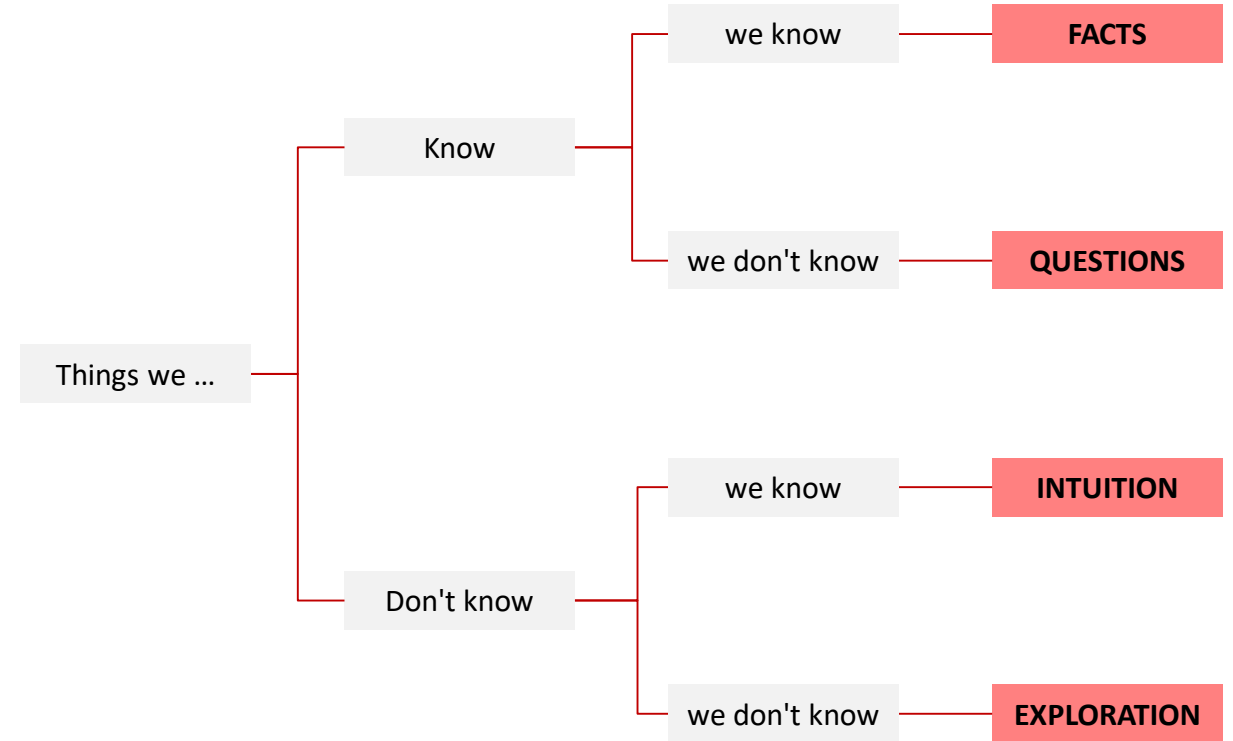 we know
FACTS
Know
we don't know
QUESTIONS
Things we ...
we know
INTUITION
Don't know
we don't know
EXPLORATION